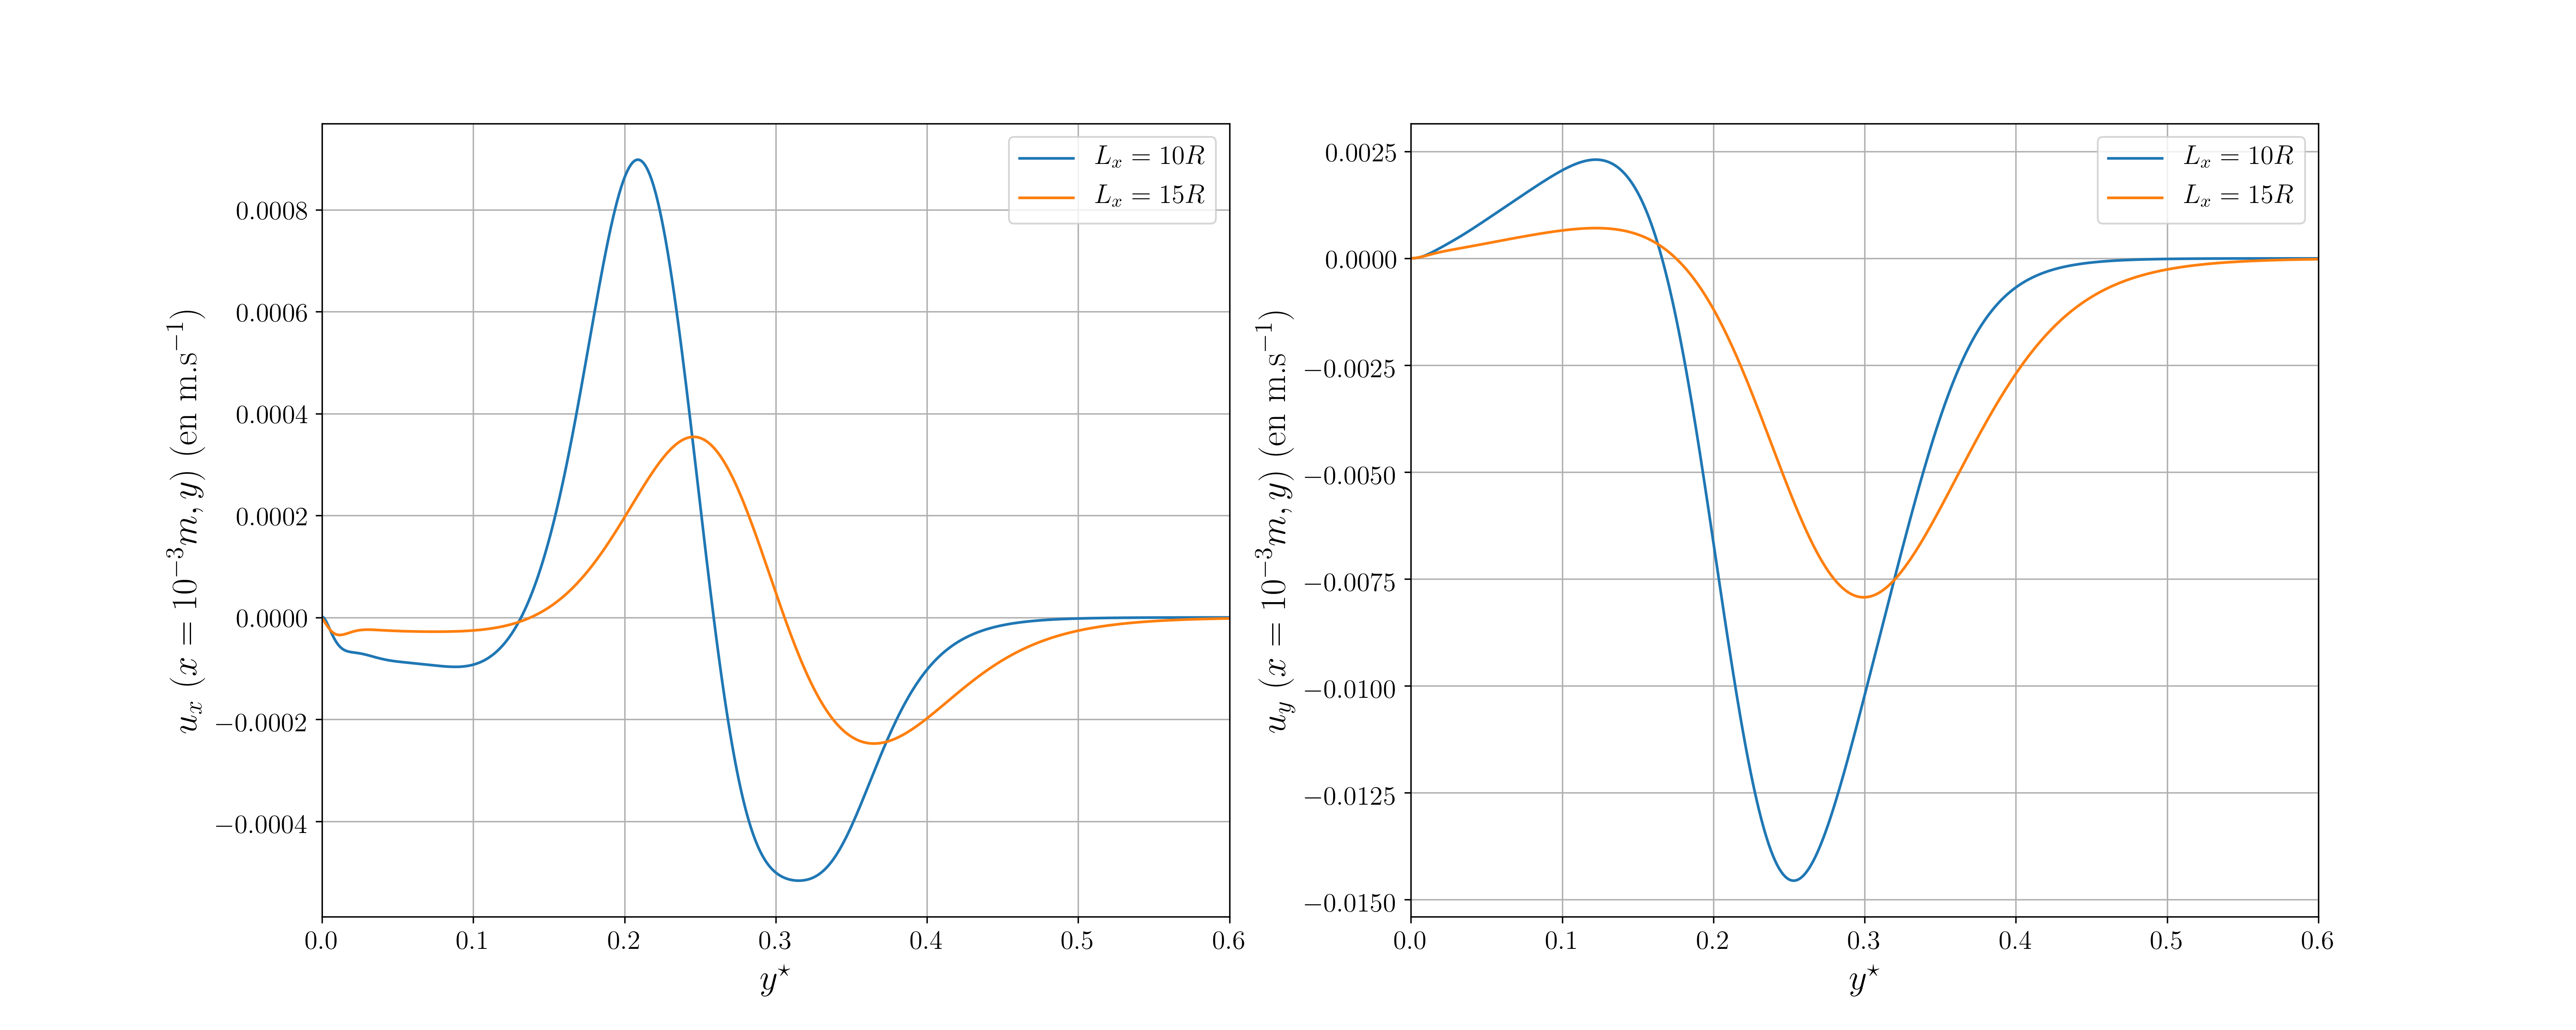 u_x (x = 10^{-3}m, y) (en m.s^{-1})
0.0008
0.0006
0.0004
0.0002
0.0000
−0.0002
−0.0004
0.0 0.1 0.2 0.3 0.4 0.5 0.6
y^⋆
L_x = 10R
L_x = 15R
u_y (x = 10^{-3}m, y) (en m.s^{-1})
0.0025
0.0000
−0.0025
−0.0050
−0.0075
−0.0100
−0.0125
−0.0150
0.0 0.1 0.2 0.3 0.4 0.5 0.6
y^⋆
L_x = 10R
L_x = 15R